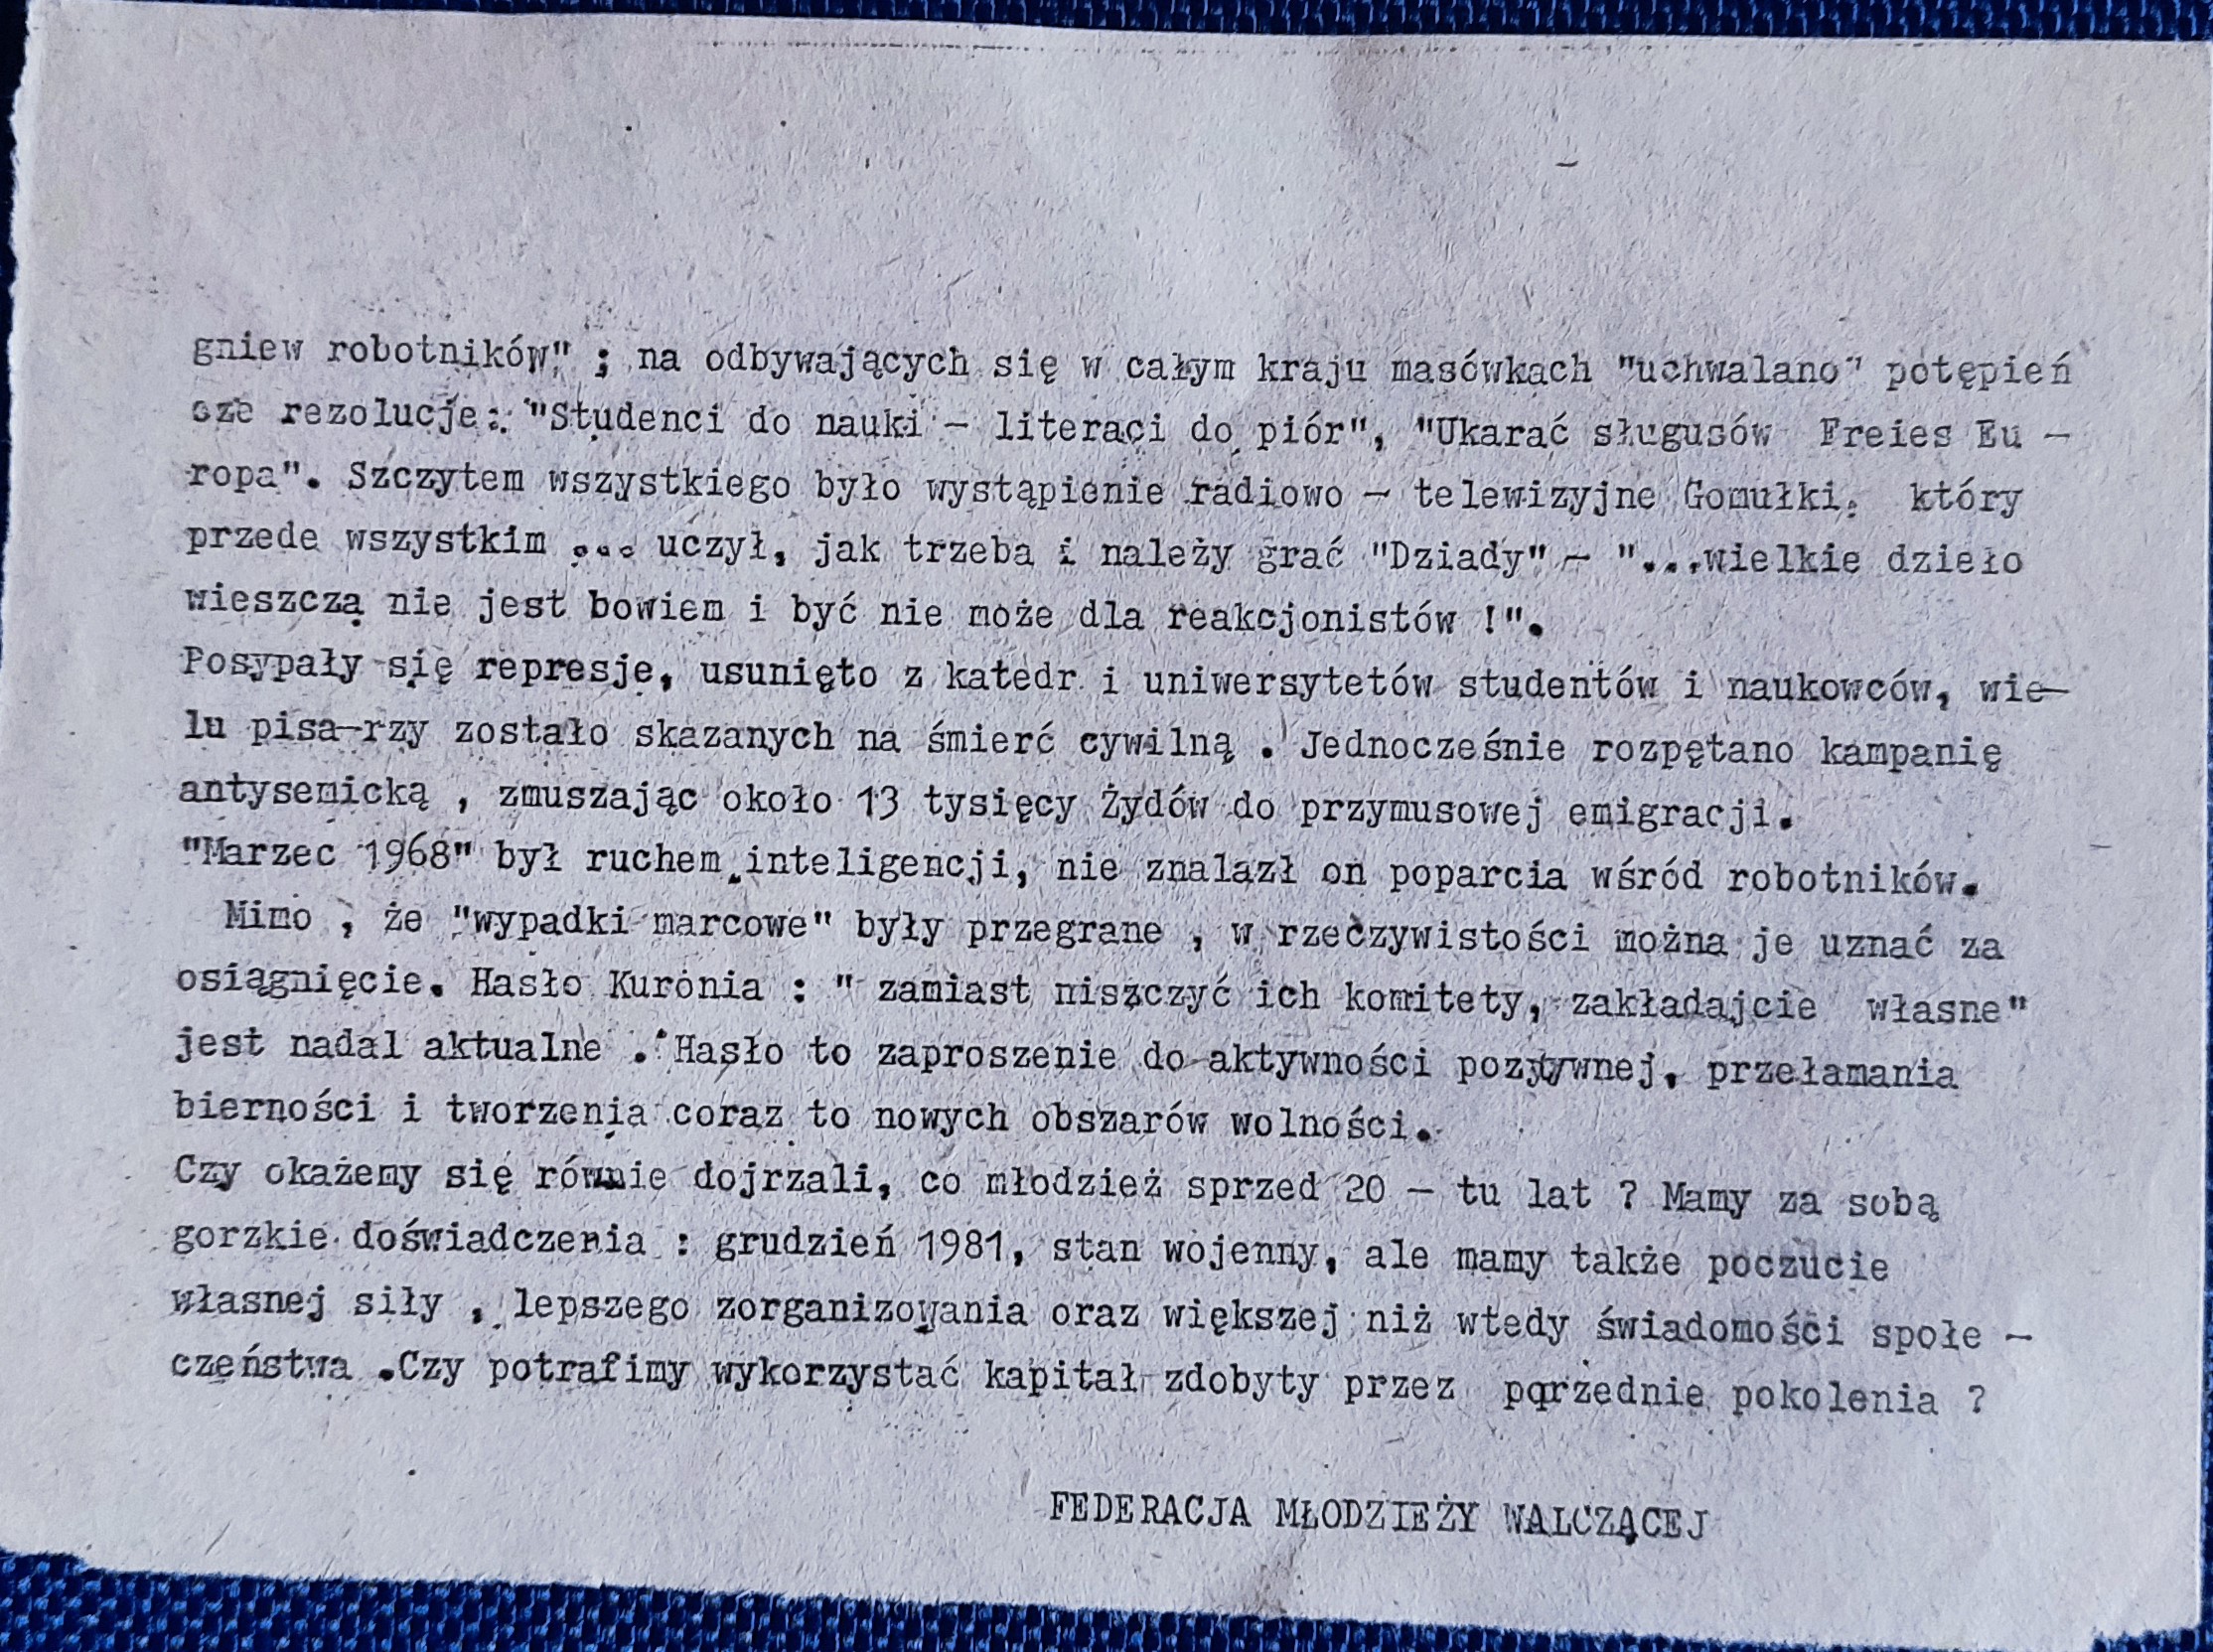 gniew robotników" ; na odbywających się w całym kraju masówkach "uchwalano" potępień
cze rezolucje: "Studenci do nauki - literaci do piór", "Ukarać sługusów Freies Eu -
ropa". Szczytem wszystkiego było wystąpienie radiowo - telewizyjne Gomułki, który
przede wszystkim ... uczył, jak trzeba i należy grać "Dziady" - "...wielkie dzieło
wieszcza nie jest bowiem i być nie może dla reakcjonistów !".
Posypały się represje, usunięto z katedr i uniwersytetów studentów i naukowców, wie-
lu pisa-rzy zostało skazanych na śmierć cywilną . Jednocześnie rozpętano kampanię
antysemicką , zmuszając około 13 tysięcy Żydów do przymusowej emigracji.
"Marzec 1968" był ruchem inteligencji, nie znalazł on poparcia wśród robotników.
Mimo , że "wypadki marcowe" były przegrane , w rzeczywistości można je uznać za
osiągnięcie. Hasło Kuronia : " zamiast niszczyć ich komitety, zakładajcie własne"
jest nadal aktualne . Hasło to zaproszenie do aktywności pozytywnej, przełamania
bierności i tworzenia coraz to nowych obszarów wolności.
Czy okażemy się równie dojrzali, co młodzież sprzed 20 - tu lat ? Mamy za sobą
gorzkie doświadczenia : grudzień 1981, stan wojenny, ale mamy także poczucie
własnej siły , lepszego zorganizowania oraz większej niż wtedy świadomości społe -
czeństwa .Czy potrafimy wykorzystać kapitał zdobyty przez poprzednie pokolenia ?
FEDERACJA MŁODZIEŻY WALCZĄCEJ